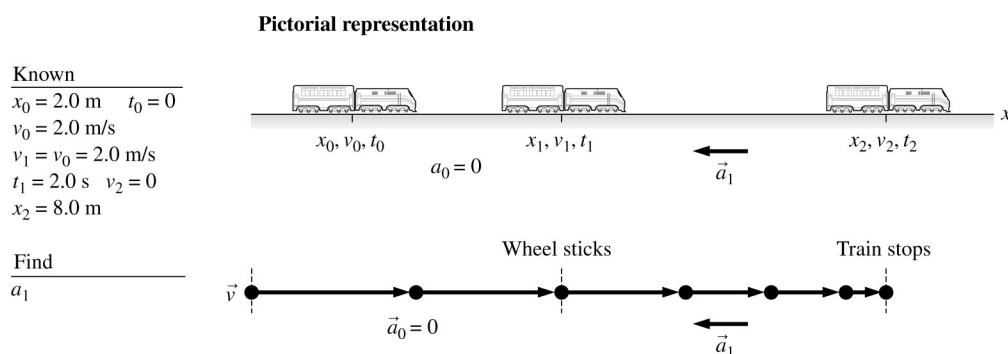 Pictorial representation
Known
x₀ = 2.0 m t₀ = 0
v₀ = 2.0 m/s
v₁ = v₀ = 2.0 m/s
t₁ = 2.0 s v₂ = 0
x₂ = 8.0 m
Find
a₁
x
x₀, v₀, t₀ x₁, v₁, t₁ x₂, v₂, t₂
a₀ = 0 a⃗₁
Wheel sticks Train stops
v⃗
a⃗₀ = 0 a⃗₁